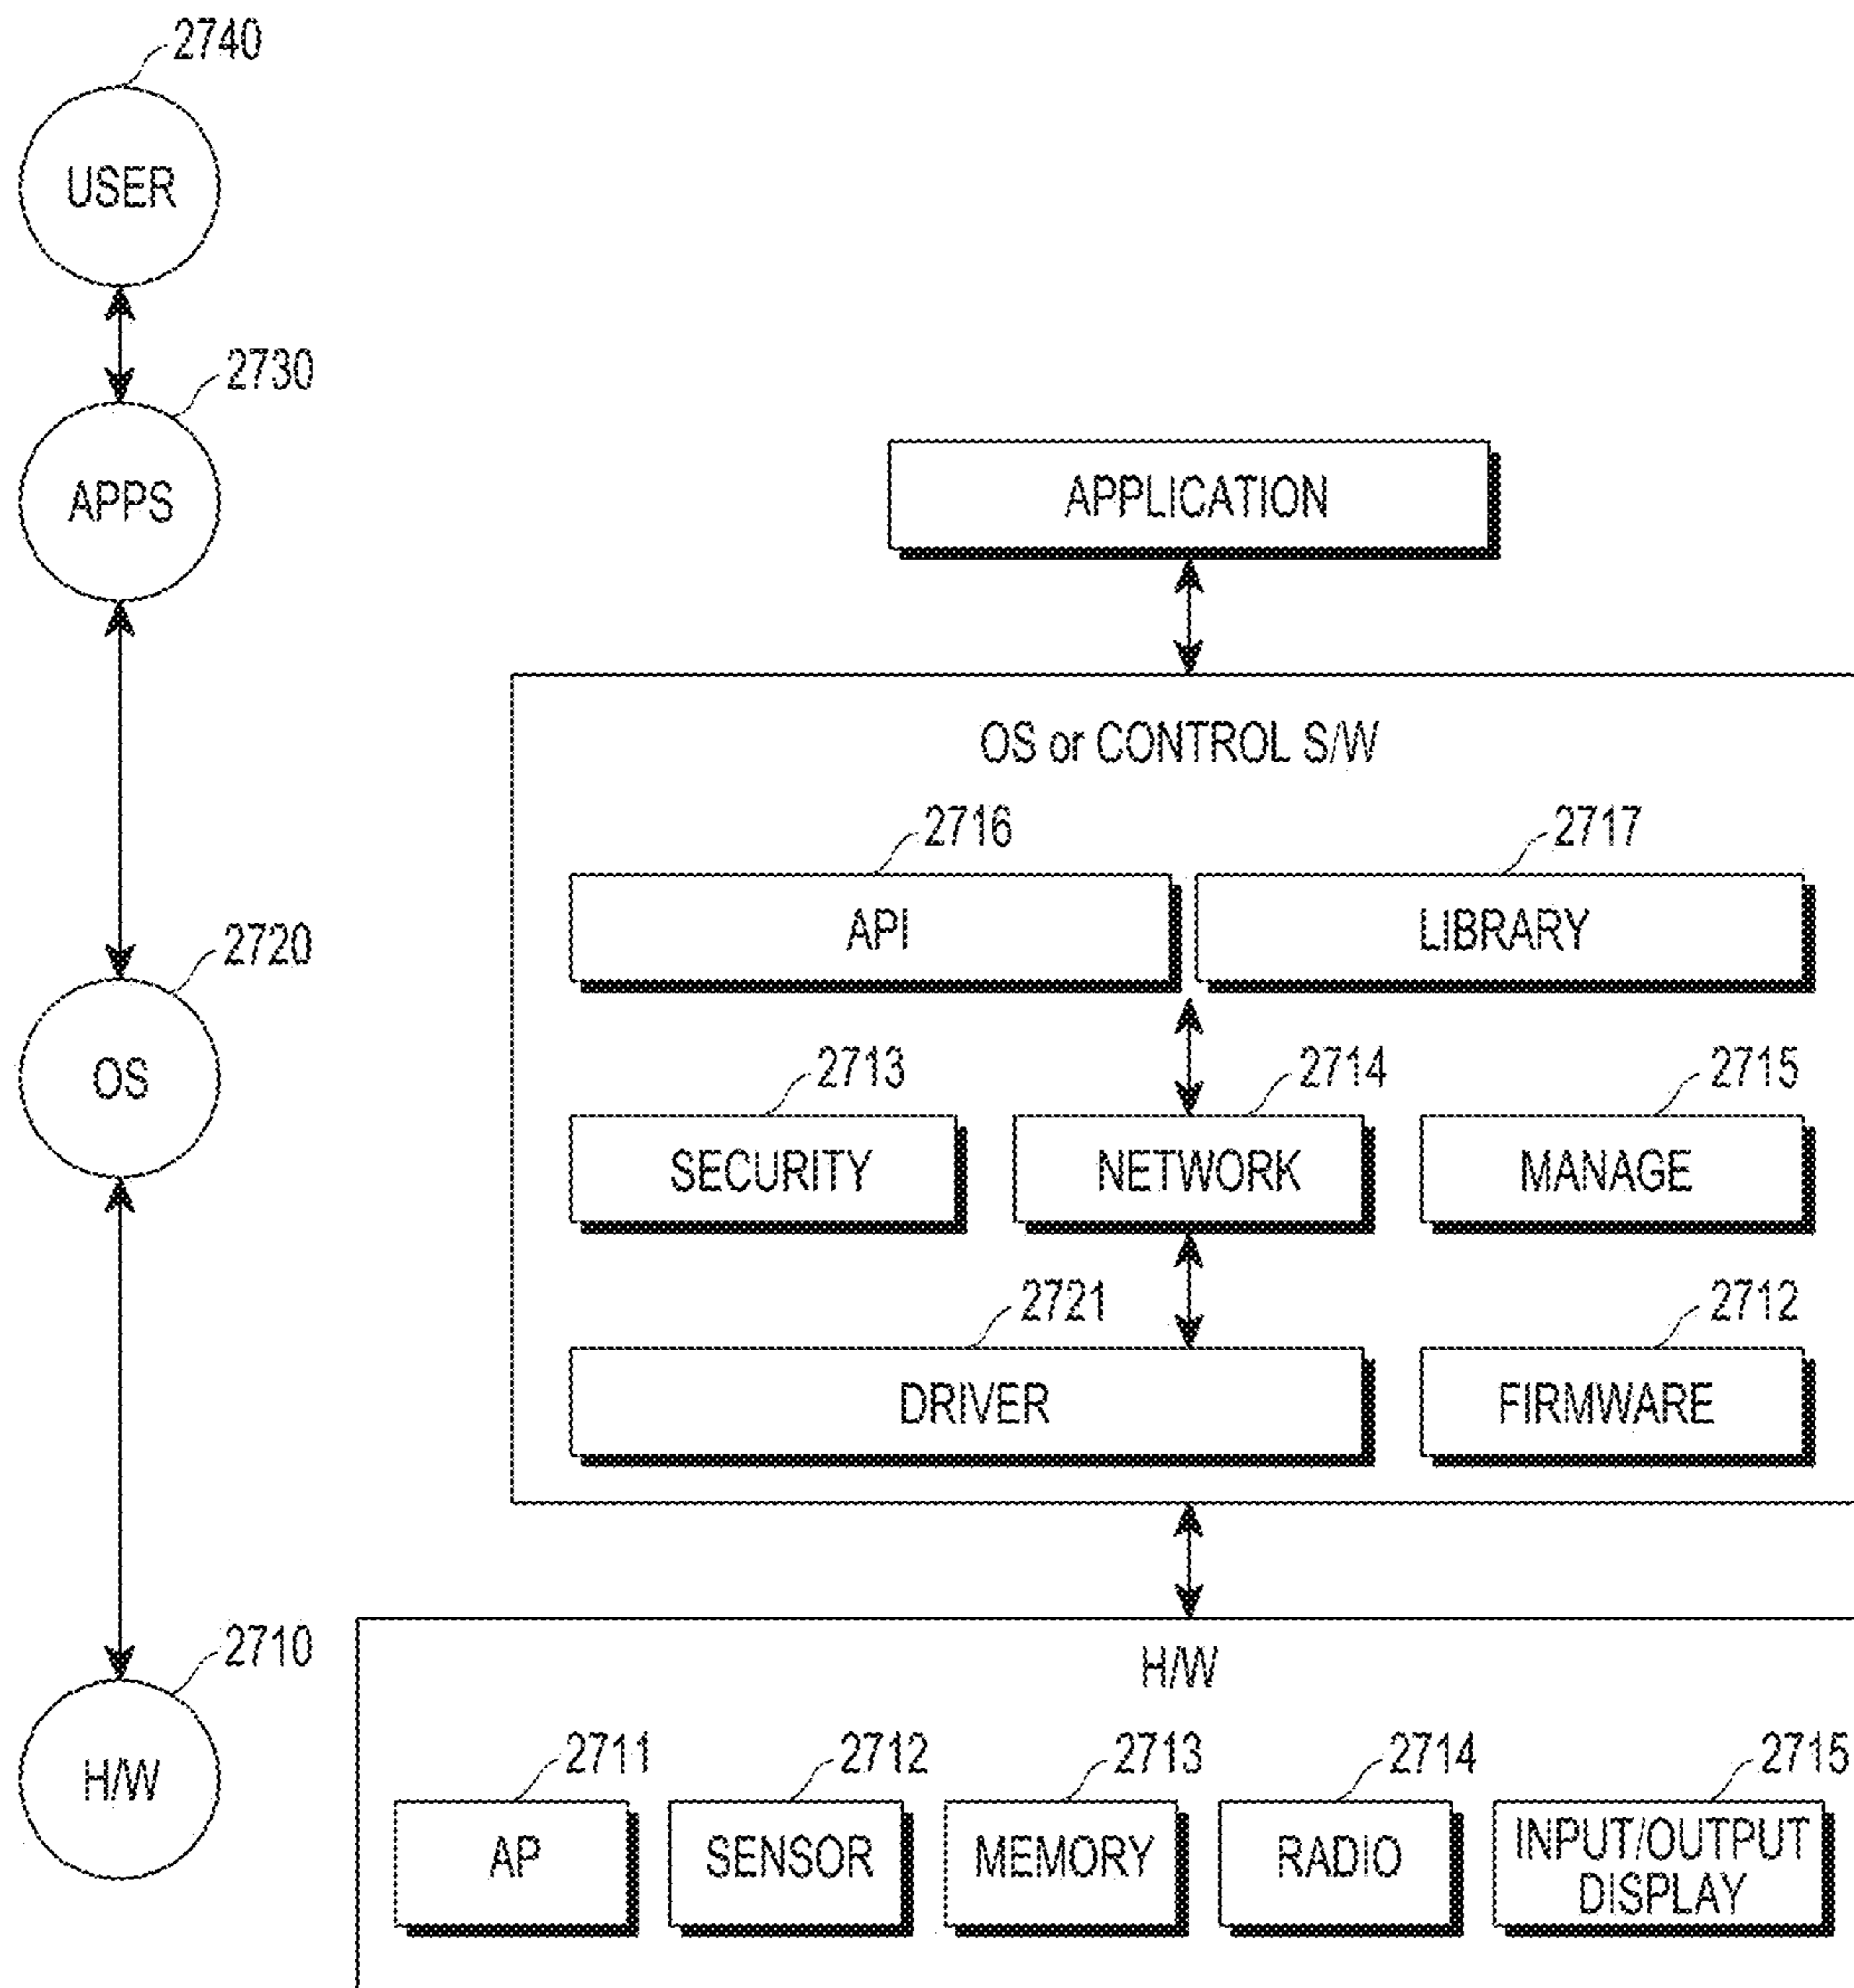 2740
USER
2730
APPS
APPLICATION
OS or CONTROL S/W
2716
2717
API
LIBRARY
2720
OS
2713
2714
2715
SECURITY
NETWORK
MANAGE
2721
2712
DRIVER
FIRMWARE
2710
H/W
H/W
2711
2712
2713
2714
2715
AP
SENSOR
MEMORY
RADIO
INPUT/OUTPUT
DISPLAY